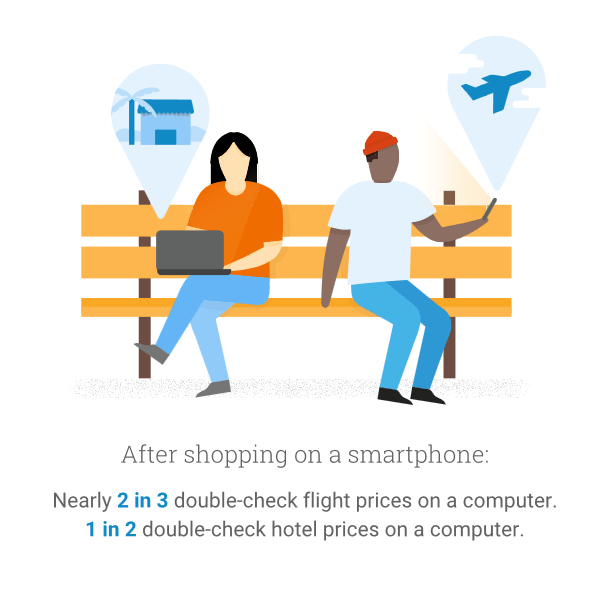 After shopping on a smartphone:
Nearly 2 in 3 double-check flight prices on a computer.
1 in 2 double-check hotel prices on a computer.